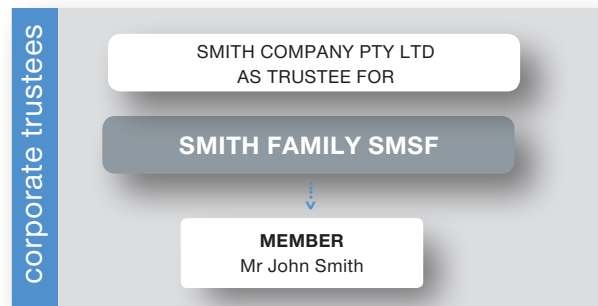 corporate trustees
SMITH COMPANY PTY LTD
AS TRUSTEE FOR
SMITH FAMILY SMSF
MEMBER
Mr John Smith